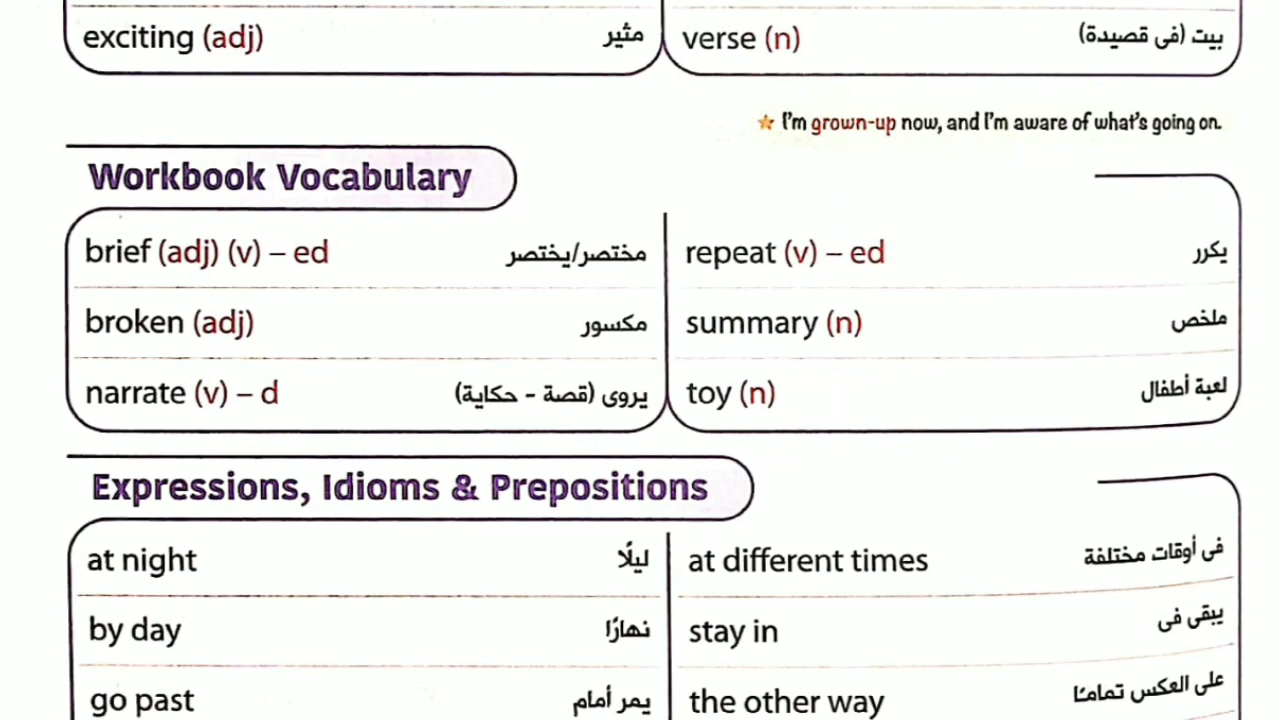 exciting (adj) مثير
verse (n) بيت (فى قصيدة)
I'm grown-up now, and I'm aware of what's going on.
Workbook Vocabulary
brief (adj) (v) – ed مختصر/يختصر
repeat (v) – ed يكرر
broken (adj) مكسور
summary (n) ملخص
narrate (v) – d يروى (قصة - حكاية)
toy (n) لعبة أطفال
Expressions, Idioms & Prepositions
at night ليلًا
at different times فى أوقات مختلفة
by day نهارًا
stay in يبقى فى
go past يمر أمام
the other way على العكس تمامًا